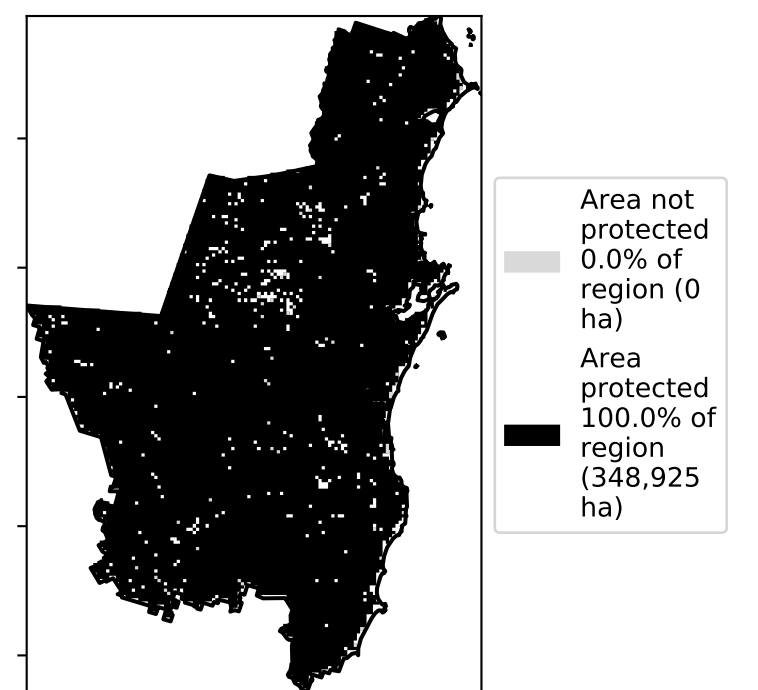 Area not
protected
0.0% of
region (0
ha)
Area
protected
100.0% of
region
(348,925
ha)